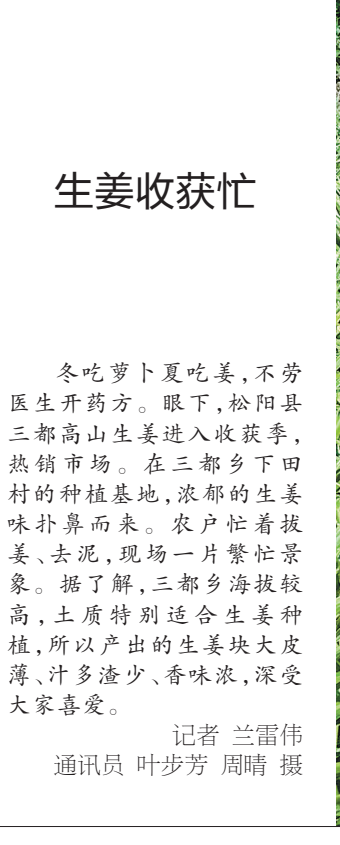 生姜收获忙
冬吃萝卜夏吃姜,不劳
医生开药方。眼下,松阳县
三都高山生姜进入收获季,
热销市场。在三都乡下田
村的种植基地,浓郁的生姜
味扑鼻而来。农户忙着拔
姜、去泥,现场一片繁忙景
象。据了解,三都乡海拔较
高,土质特别适合生姜种
植,所以产出的生姜块大皮
薄、汁多渣少、香味浓,深受
大家喜爱。
记者 兰雷伟
通讯员 叶步芳 周晴 摄